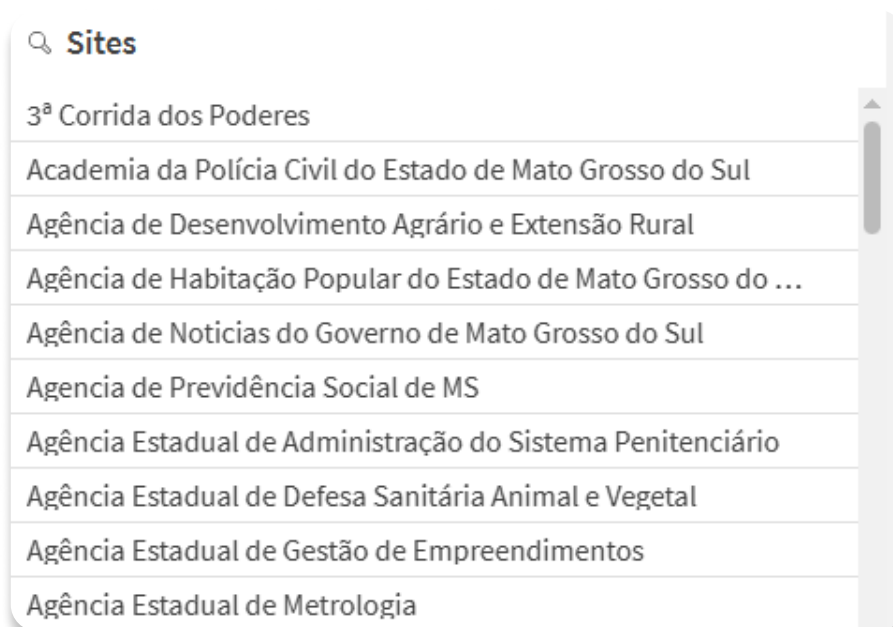 Sites
3ª Corrida dos Poderes
Academia da Polícia Civil do Estado de Mato Grosso do Sul
Agência de Desenvolvimento Agrário e Extensão Rural
Agência de Habitação Popular do Estado de Mato Grosso do ...
Agência de Noticias do Governo de Mato Grosso do Sul
Agencia de Previdência Social de MS
Agência Estadual de Administração do Sistema Penitenciário
Agência Estadual de Defesa Sanitária Animal e Vegetal
Agência Estadual de Gestão de Empreendimentos
Agência Estadual de Metrologia